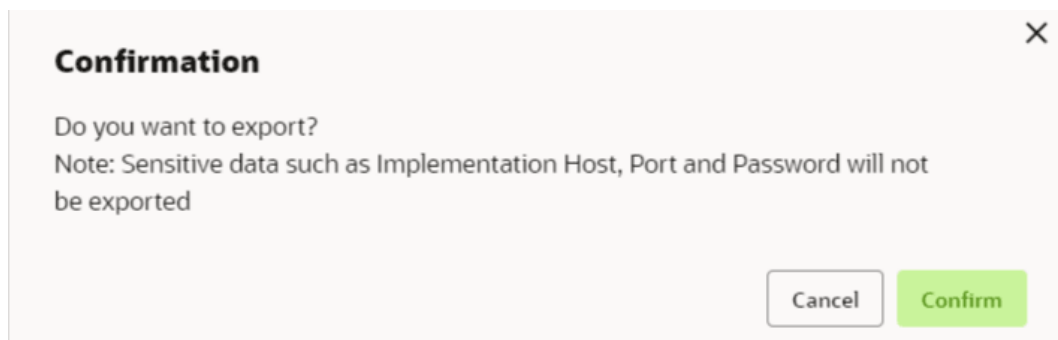 Confirmation
Do you want to export?
Note: Sensitive data such as Implementation Host, Port and Password will not
be exported
Cancel Confirm